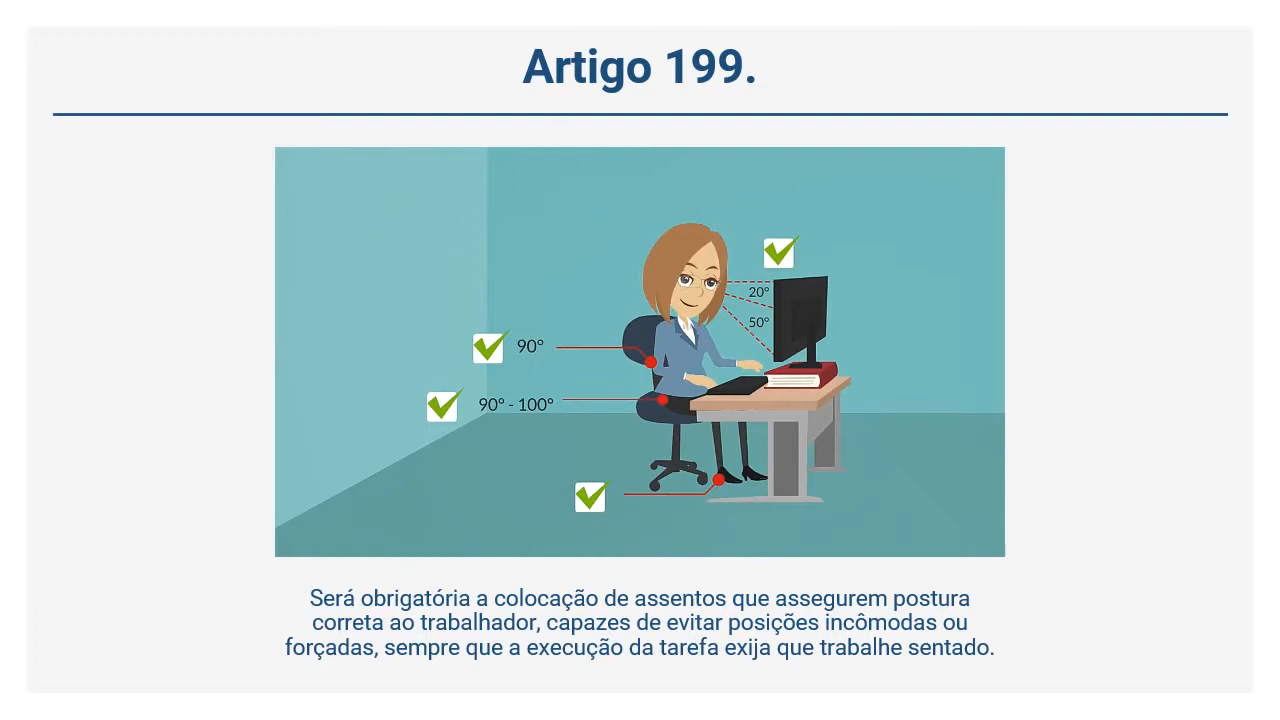 Artigo 199.
20°
50°
90°
90° - 100°
Será obrigatória a colocação de assentos que assegurem postura
correta ao trabalhador, capazes de evitar posições incômodas ou
forçadas, sempre que a execução da tarefa exija que trabalhe sentado.